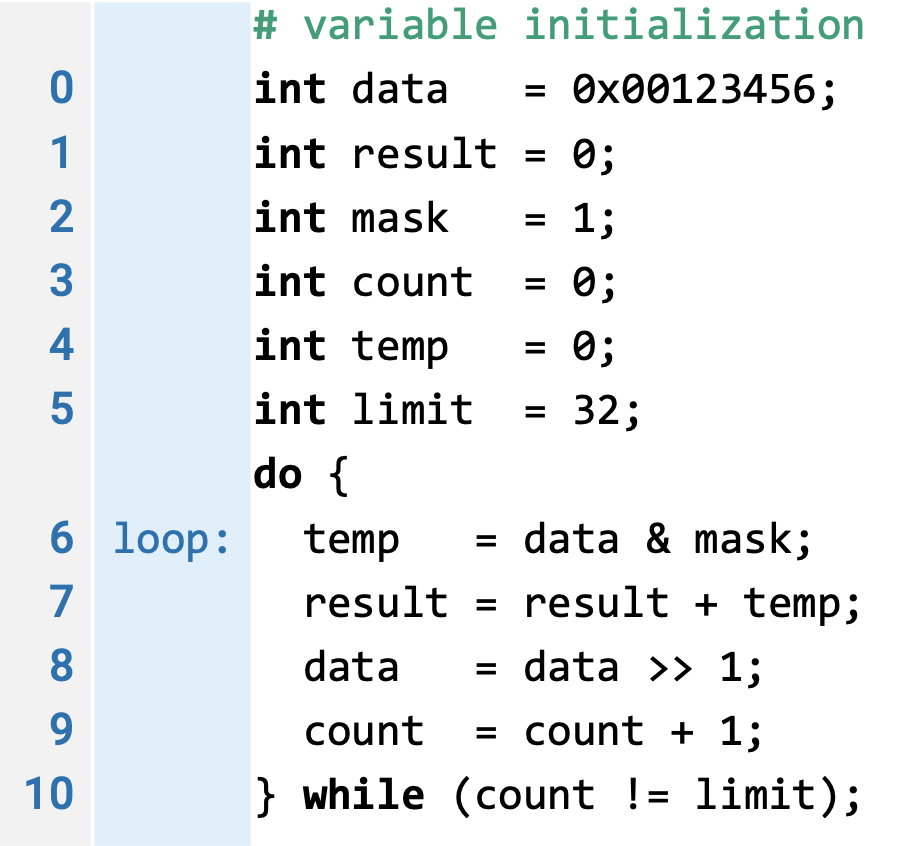 # variable initialization
0 int data = 0x00123456;
1 int result = 0;
2 int mask = 1;
3 int count = 0;
4 int temp = 0;
5 int limit = 32;
do {
6 loop: temp = data & mask;
7 result = result + temp;
8 data = data >> 1;
9 count = count + 1;
10 } while (count != limit);